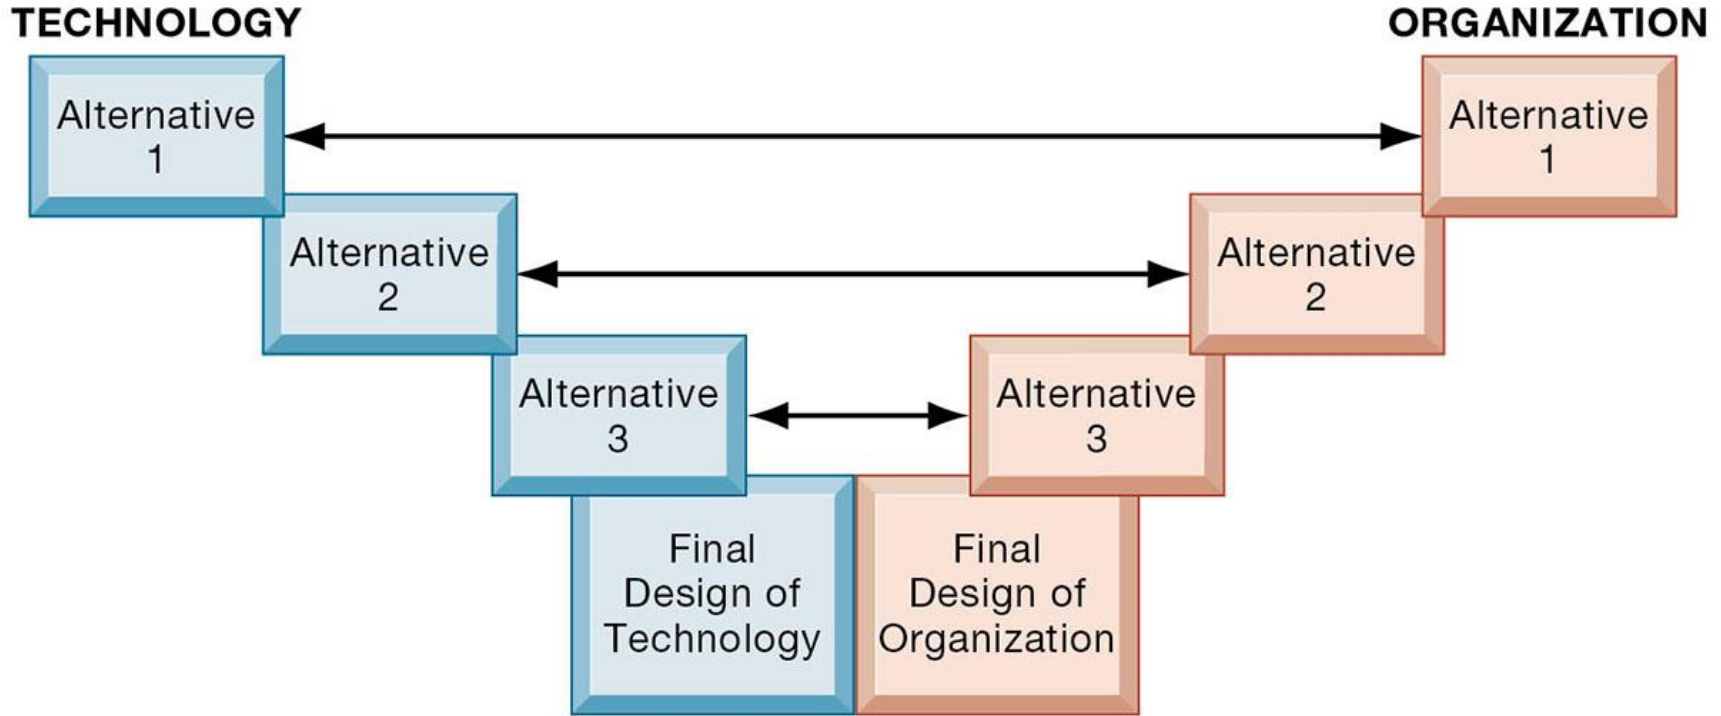 TECHNOLOGY
ORGANIZATION
Alternative
1
Alternative
1
Alternative
2
Alternative
2
Alternative
3
Alternative
3
Final
Design of
Technology
Final
Design of
Organization